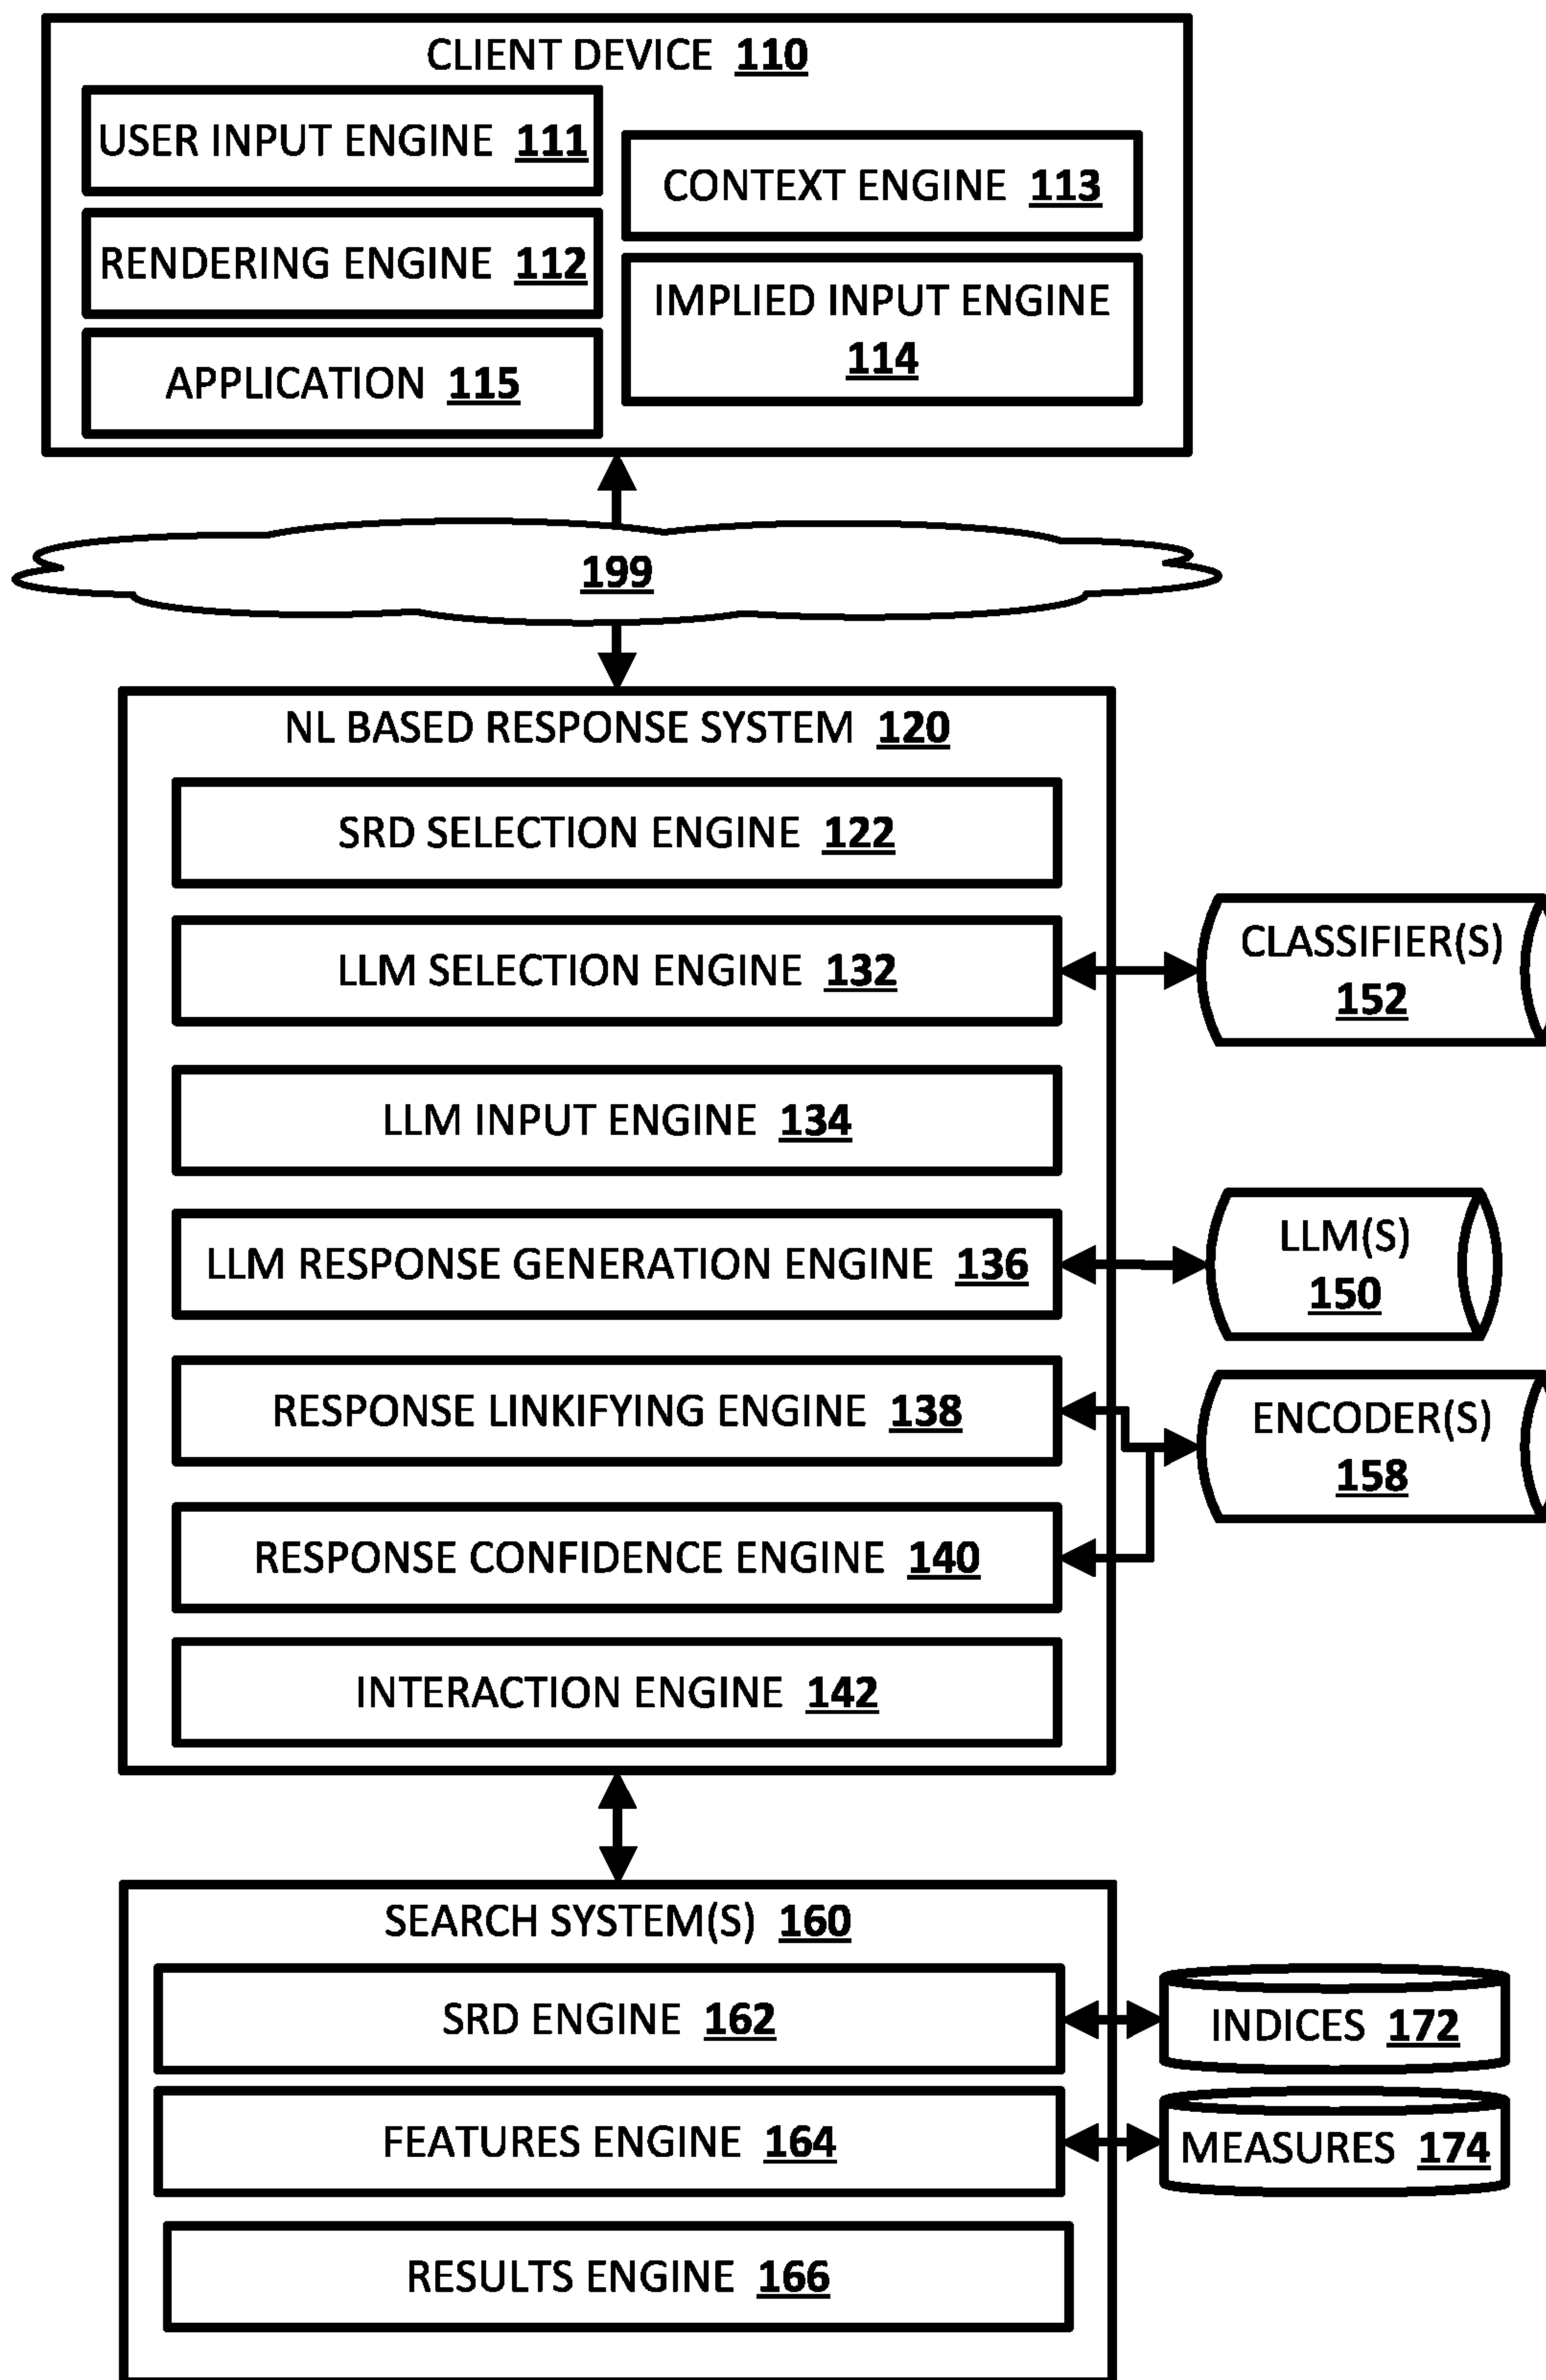 CLIENT DEVICE 110
USER INPUT ENGINE 111
RENDERING ENGINE 112
APPLICATION 115
CONTEXT ENGINE 113
IMPLIED INPUT ENGINE
114
199
NL BASED RESPONSE SYSTEM 120
SRD SELECTION ENGINE 122
LLM SELECTION ENGINE 132
CLASSIFIER(S)
152
LLM INPUT ENGINE 134
LLM RESPONSE GENERATION ENGINE 136
LLM(S)
150
RESPONSE LINKIFYING ENGINE 138
ENCODER(S)
158
RESPONSE CONFIDENCE ENGINE 140
INTERACTION ENGINE 142
SEARCH SYSTEM(S) 160
SRD ENGINE 162
INDICES 172
FEATURES ENGINE 164
MEASURES 174
RESULTS ENGINE 166